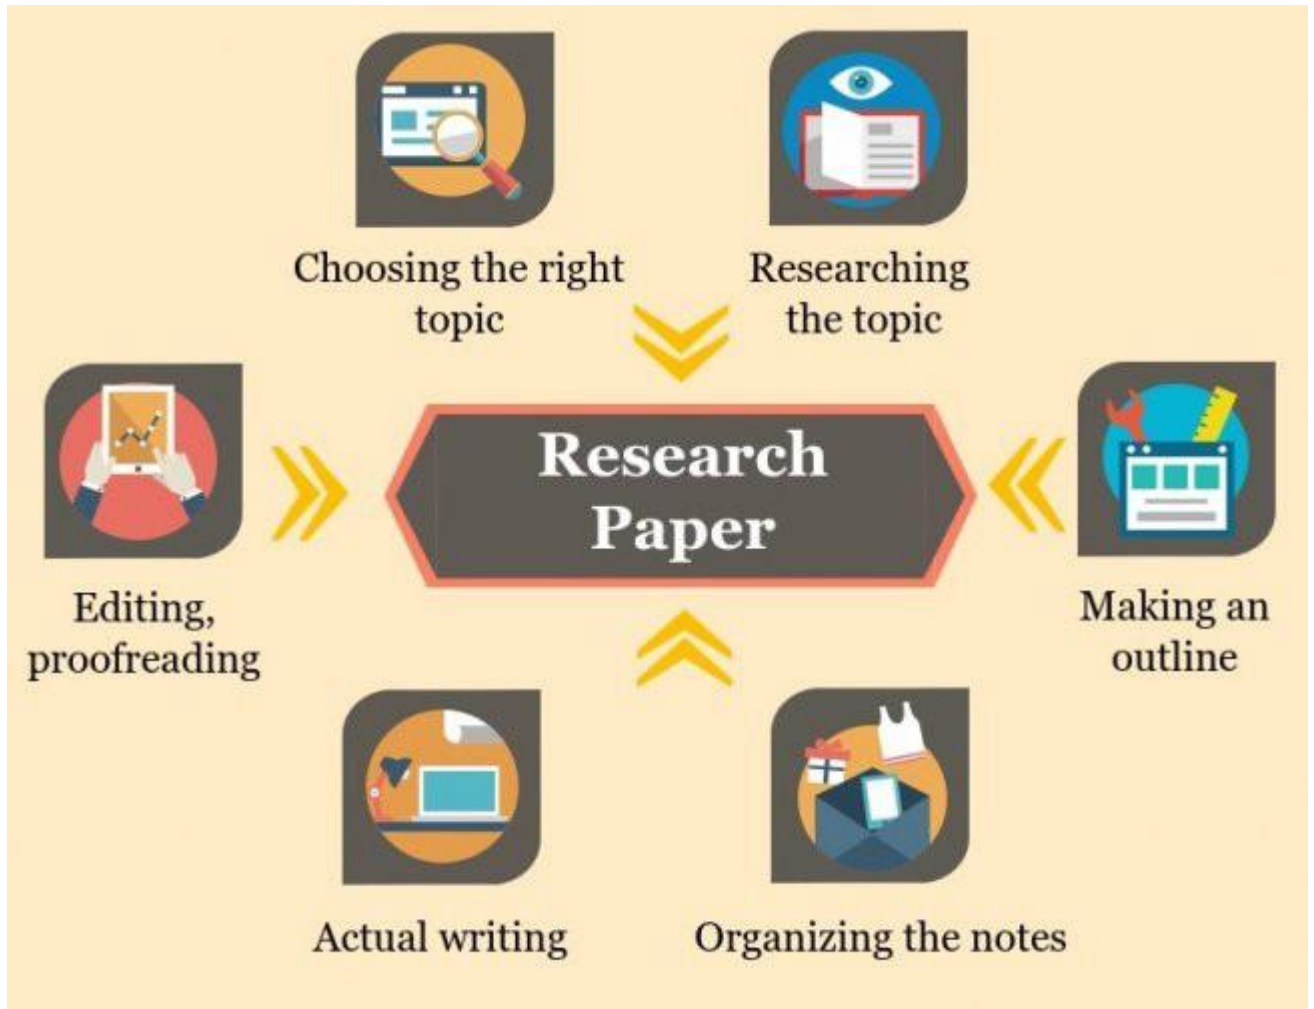 Choosing the right
topic
Researching
the topic
Research
Paper
Editing,
proofreading
Making an
outline
Actual writing
Organizing the notes